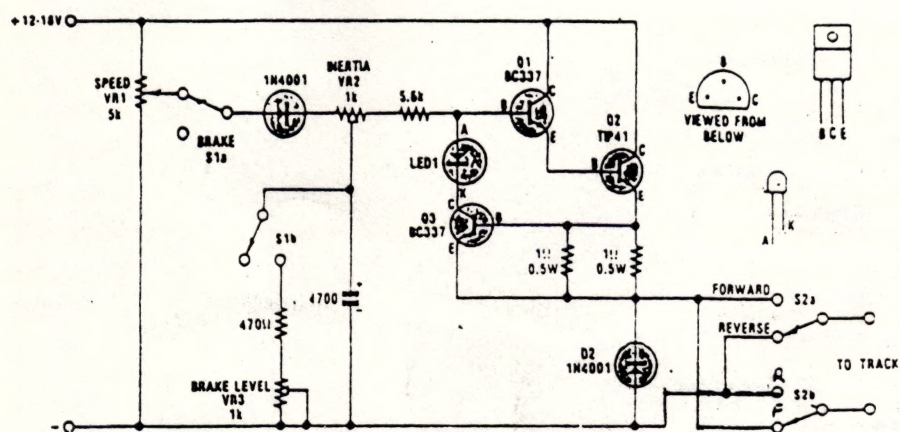 +12-18V
SPEED
VR1
5k
BRAKE
S1a
1N4001
INERTIA
VR2
1k
5.6k
Q1
BC337
B
C
E
Q2
TIP41
B
C
E
A
LED1
K
C
Q3
BC337
B
E
1Ω
0.5W
1Ω
0.5W
S1b
470Ω
4700
+
-
BRAKE LEVEL
VR3
1k
D2
1N4001
B
E
C
VIEWED FROM
BELOW
B C E
A
K
FORWARD
S2a
REVERSE
TO TRACK
R
S2b
F
-